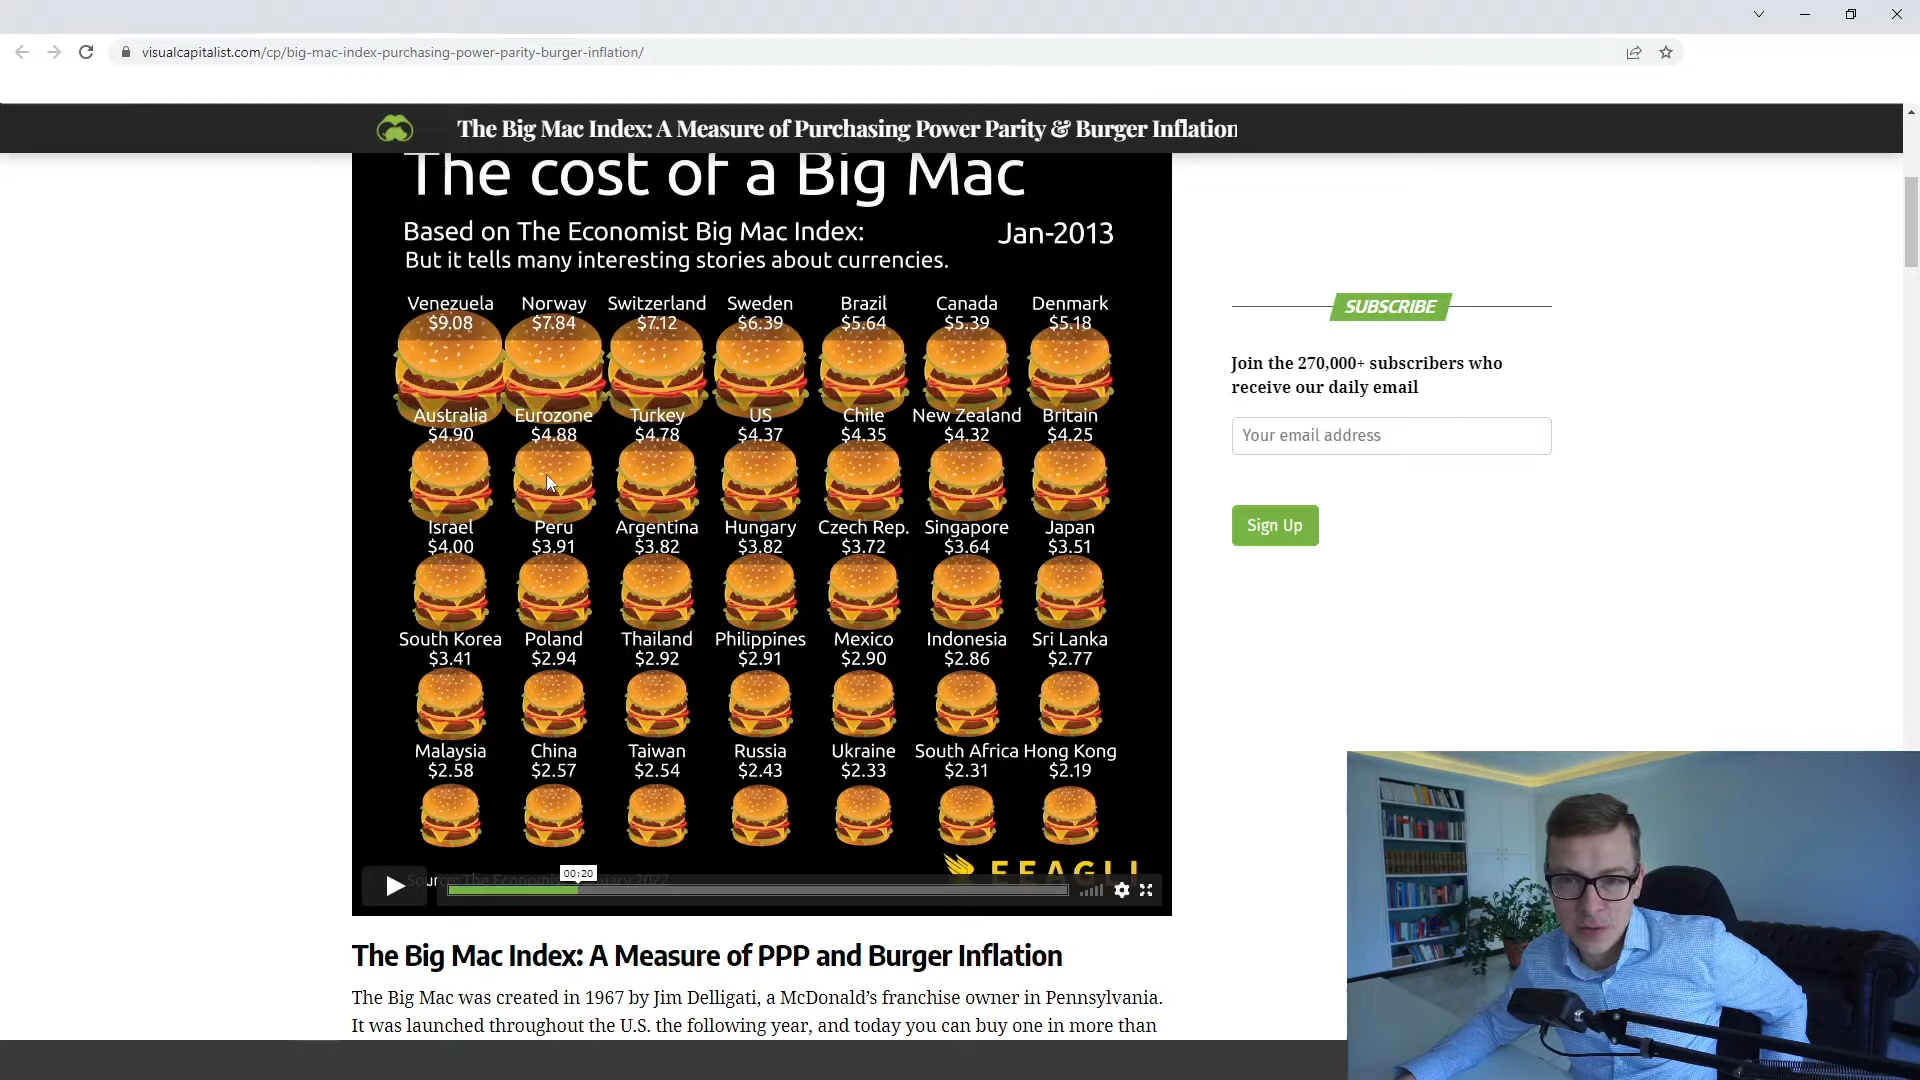 visualcapitalist.com/cp/big-mac-index-purchasing-power-parity-burger-inflation/
The Big Mac Index: A Measure of Purchasing Power Parity & Burger Inflation
The cost of a Big Mac
Based on The Economist Big Mac Index:
Jan-2013
But it tells many interesting stories about currencies.
Venezuela Norway Switzerland Sweden Brazil Canada Denmark
$9.08 $7.84 $7.12 $6.39 $5.64 $5.39 $5.18
Australia Eurozone Turkey US Chile New Zealand Britain
$4.90 $4.88 $4.78 $4.37 $4.35 $4.32 $4.25
Israel Peru Argentina Hungary Czech Rep. Singapore Japan
$4.00 $3.91 $3.82 $3.82 $3.72 $3.64 $3.51
South Korea Poland Thailand Philippines Mexico Indonesia Sri Lanka
$3.41 $2.94 $2.92 $2.91 $2.90 $2.86 $2.77
Malaysia China Taiwan Russia Ukraine South Africa Hong Kong
$2.58 $2.57 $2.54 $2.43 $2.33 $2.31 $2.19
00:20
The Economist
2022
The Big Mac Index: A Measure of PPP and Burger Inflation
The Big Mac was created in 1967 by Jim Delligati, a McDonald's franchise owner in Pennsylvania.
It was launched throughout the U.S. the following year, and today you can buy one in more than
SUBSCRIBE
Join the 270,000+ subscribers who
receive our daily email
Your email address
Sign Up